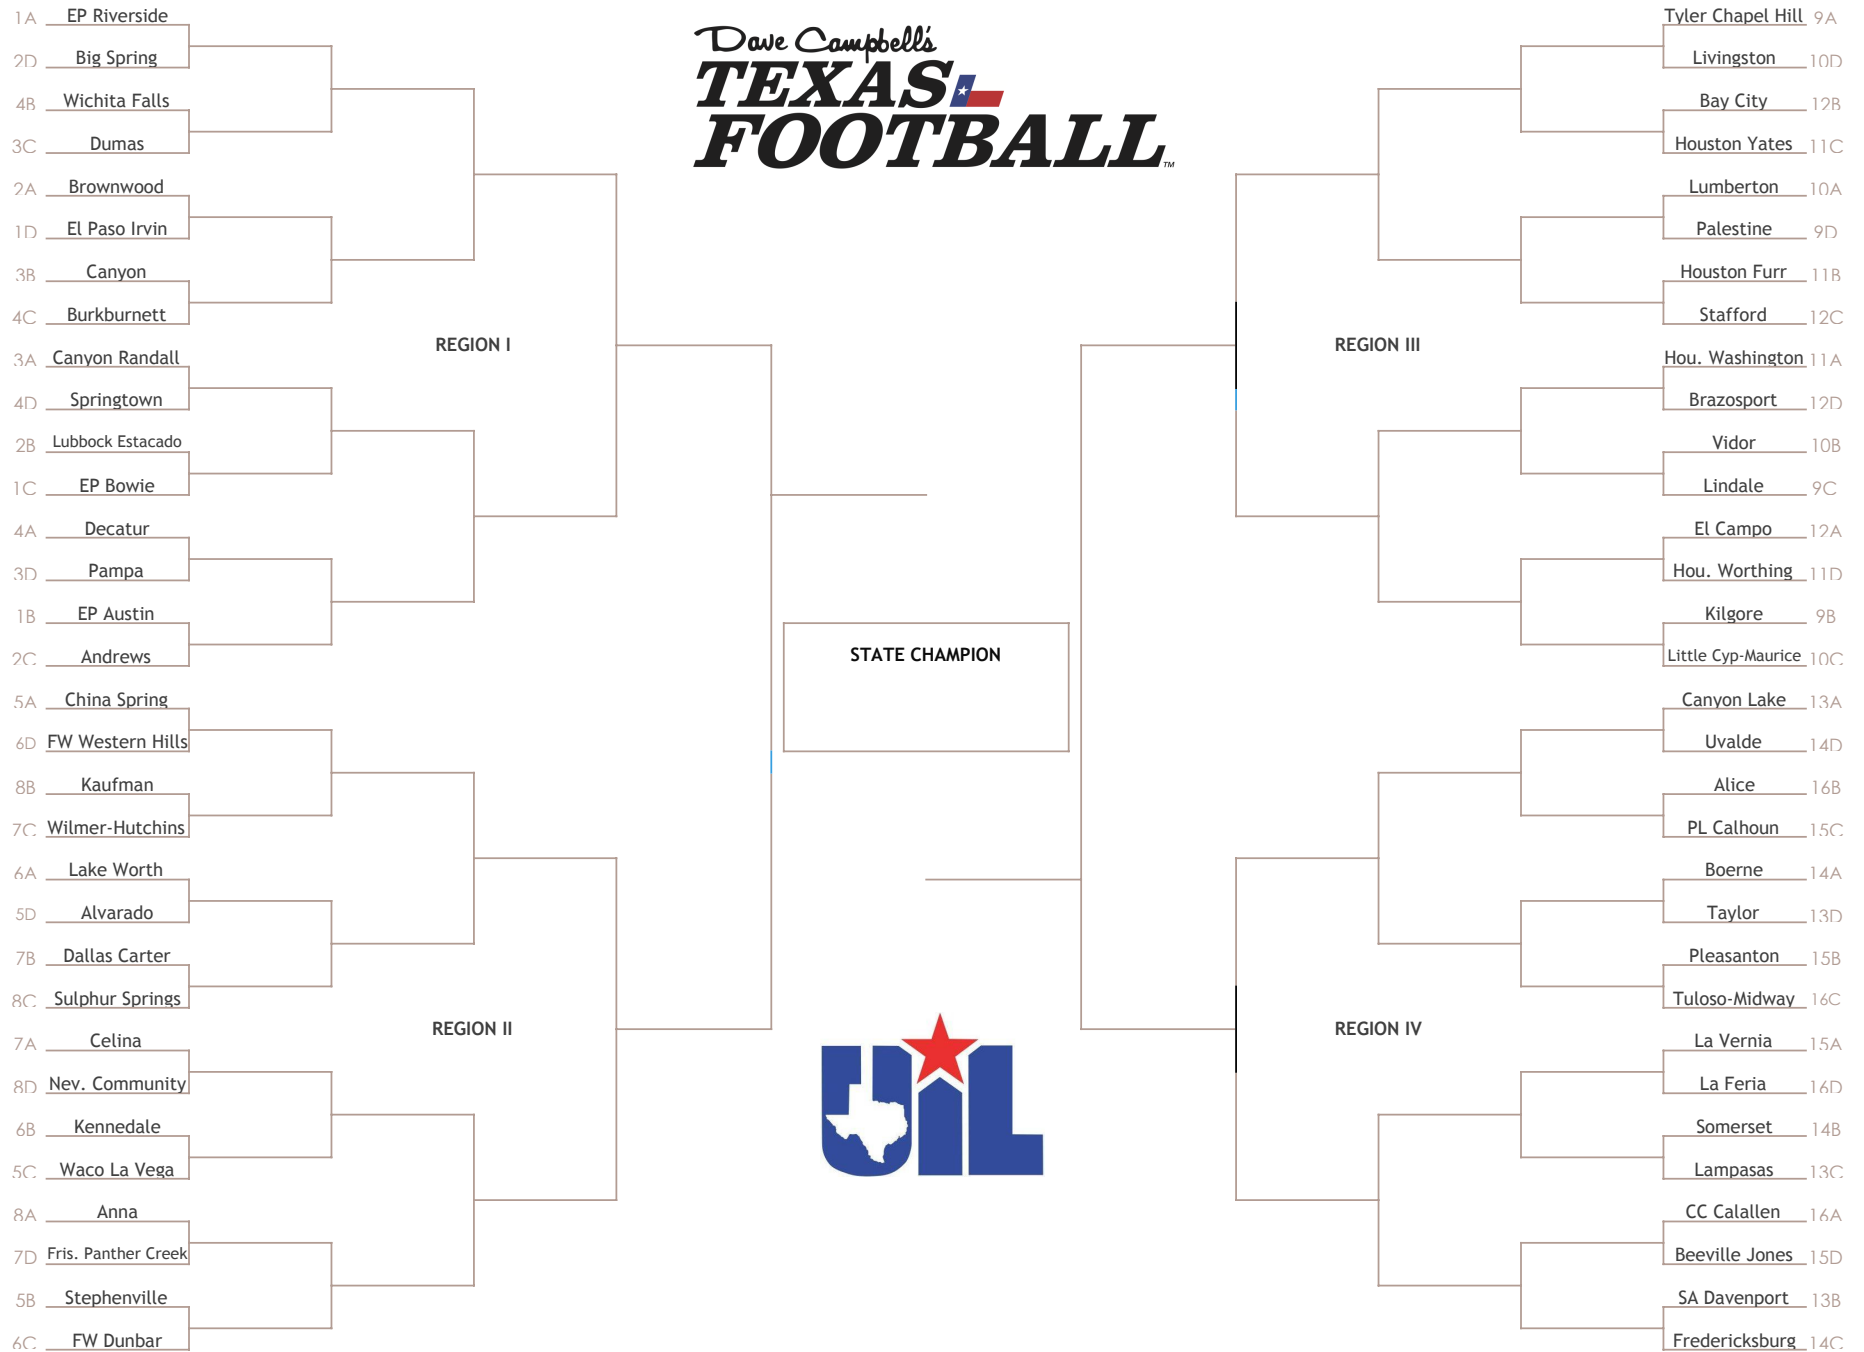 Dave Campbell's
TEXAS
FOOTBALL™
1A EP Riverside
2D Big Spring
4B Wichita Falls
3C Dumas
2A Brownwood
1D El Paso Irvin
3B Canyon
4C Burkburnett
REGION I
3A Canyon Randall
4D Springtown
2B Lubbock Estacado
1C EP Bowie
4A Decatur
3D Pampa
1B EP Austin
2C Andrews
5A China Spring
6D FW Western Hills
8B Kaufman
7C Wilmer-Hutchins
6A Lake Worth
5D Alvarado
7B Dallas Carter
8C Sulphur Springs
REGION II
7A Celina
8D Nev. Community
6B Kennedale
5C Waco La Vega
8A Anna
7D Fris. Panther Creek
5B Stephenville
6C FW Dunbar
STATE CHAMPION
UIL
Tyler Chapel Hill 9A
Livingston 10D
Bay City 12B
Houston Yates 11C
Lumberton 10A
Palestine 9D
Houston Furr 11B
Stafford 12C
REGION III
Hou. Washington 11A
Brazosport 12D
Vidor 10B
Lindale 9C
El Campo 12A
Hou. Worthing 11D
Kilgore 9B
Little Cyp-Maurice 10C
Canyon Lake 13A
Uvalde 14D
Alice 16B
PL Calhoun 15C
Boerne 14A
Taylor 13D
Pleasanton 15B
Tuloso-Midway 16C
REGION IV
La Vernia 15A
La Feria 16D
Somerset 14B
Lampasas 13C
CC Calallen 16A
Beeville Jones 15D
SA Davenport 13B
Fredericksburg 14C